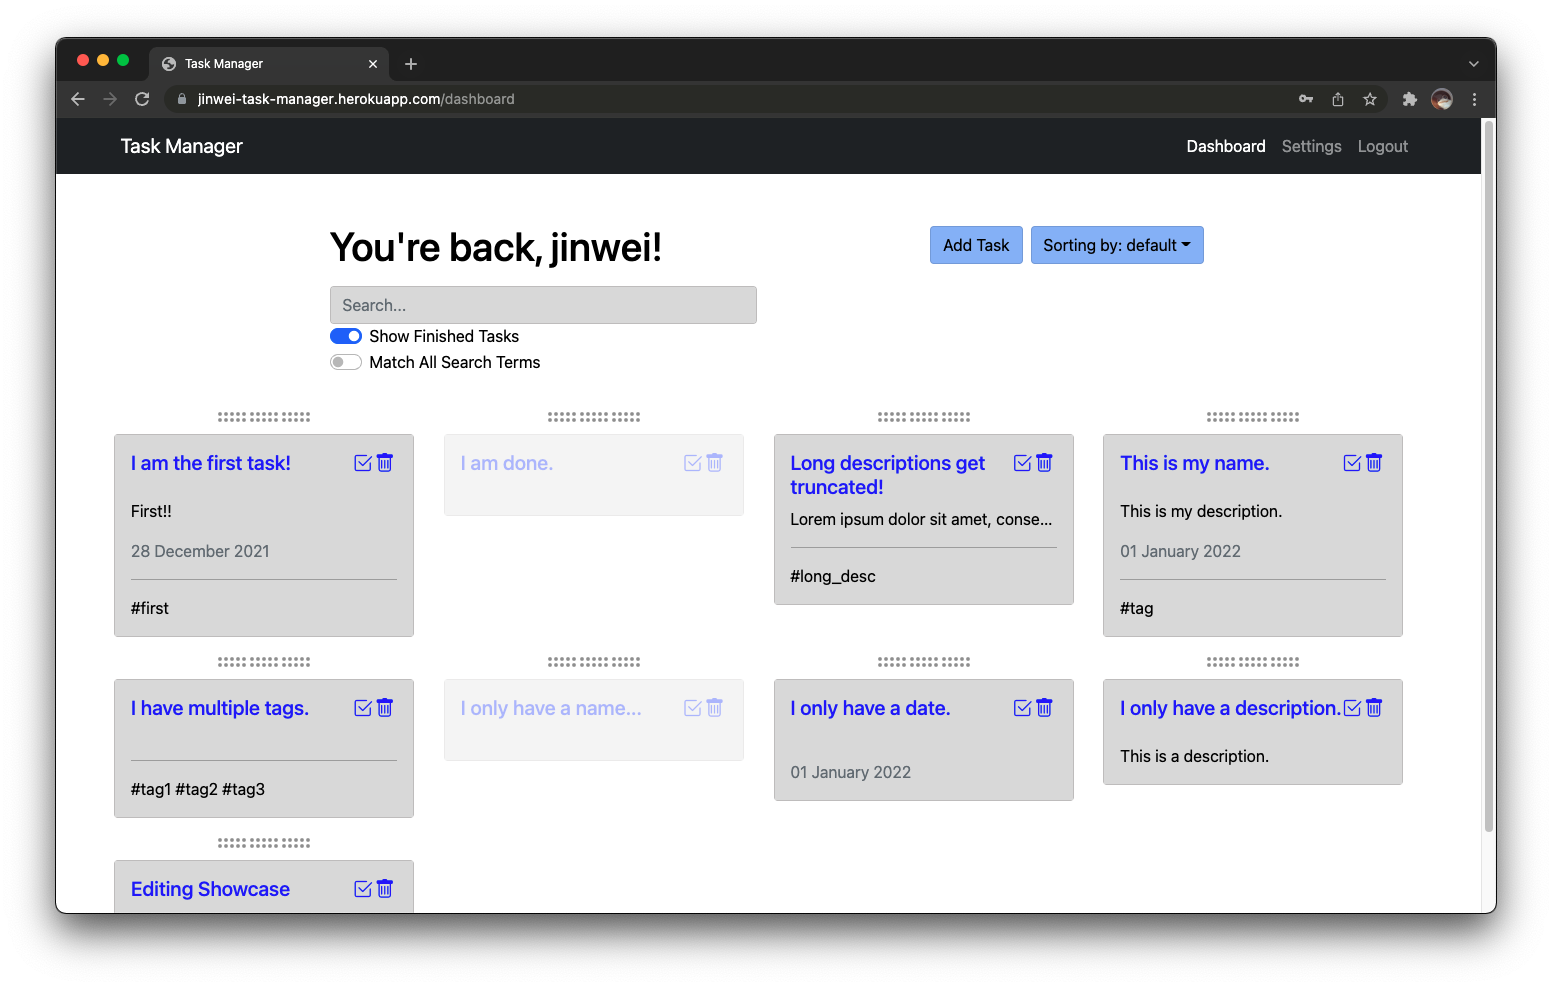 Task Manager
jinwei-task-manager.herokuapp.com/dashboard
Task Manager
Dashboard Settings Logout
You're back, jinwei!
Add Task
Sorting by: default
Search...
Show Finished Tasks
Match All Search Terms
I am the first task!
First!!
28 December 2021
#first
I am done.
Long descriptions get
truncated!
Lorem ipsum dolor sit amet, conse...
#long_desc
This is my name.
This is my description.
01 January 2022
#tag
I have multiple tags.
#tag1 #tag2 #tag3
I only have a name...
I only have a date.
01 January 2022
I only have a description.
This is a description.
Editing Showcase